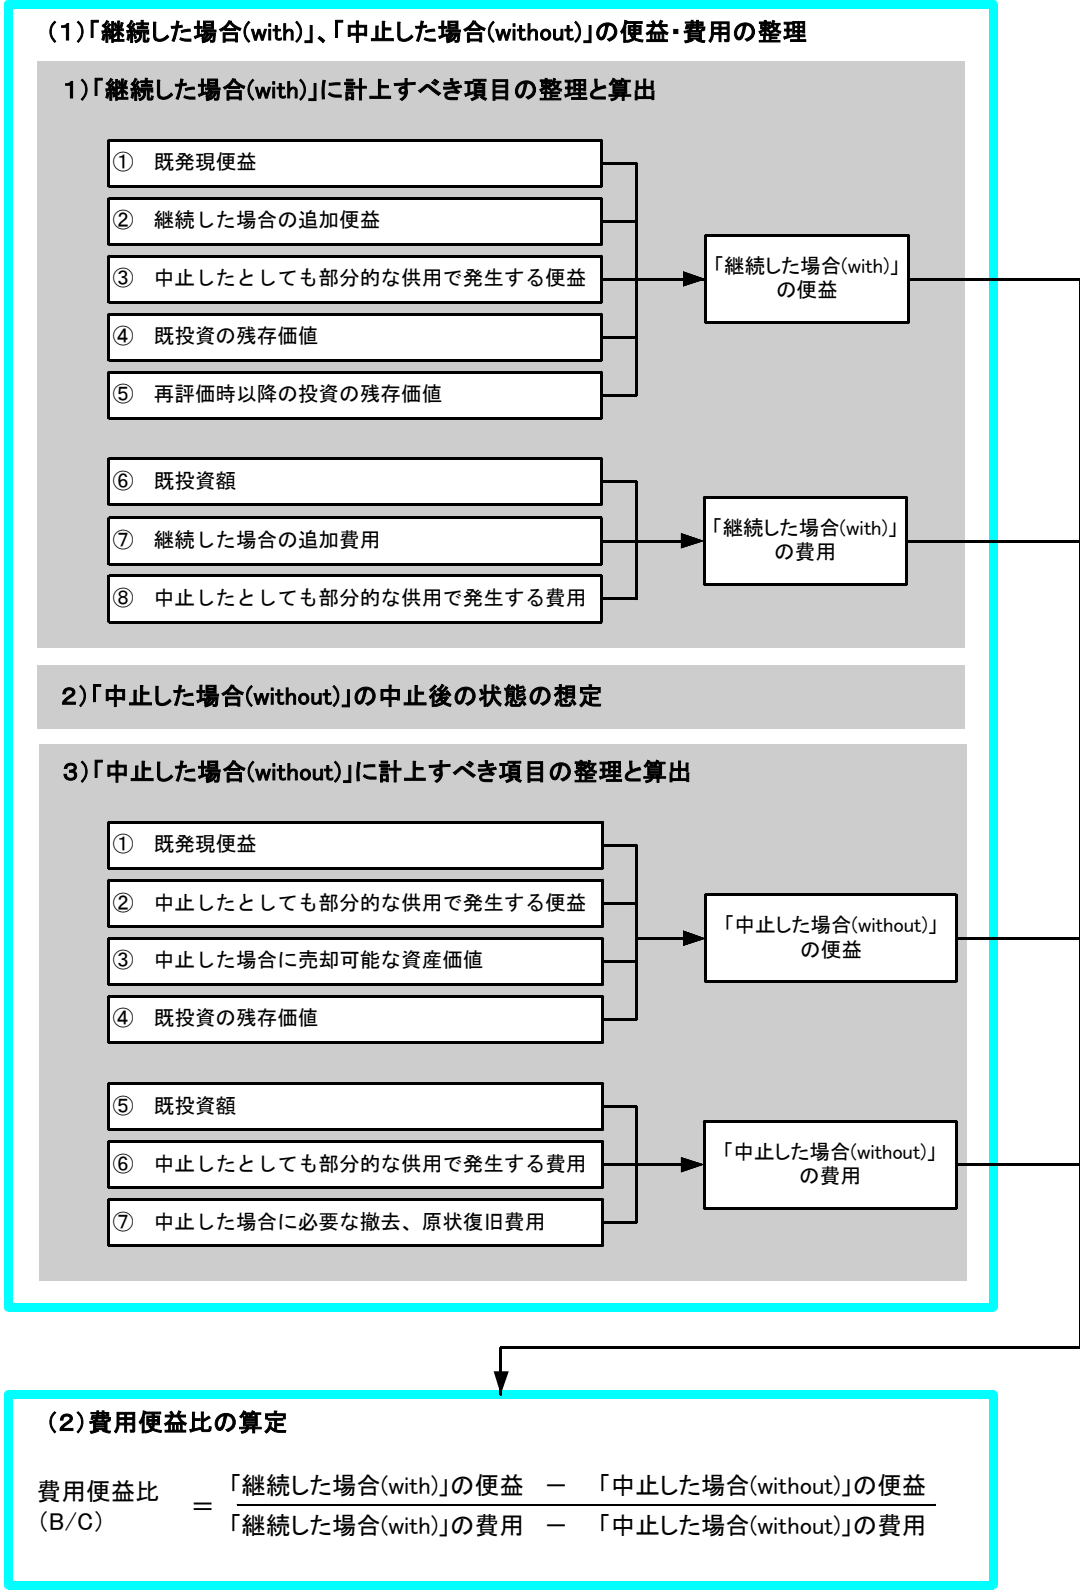 （１）「継続した場合(with)」、「中止した場合(without)」の便益・費用の整理
１）「継続した場合(with)」に計上すべき項目の整理と算出
①　既発現便益
②　継続した場合の追加便益
③　中止したとしても部分的な供用で発生する便益
④　既投資の残存価値
⑤　再評価時以降の投資の残存価値
「継続した場合(with)」
の便益
⑥　既投資額
⑦　継続した場合の追加費用
⑧　中止したとしても部分的な供用で発生する費用
「継続した場合(with)」
の費用
２）「中止した場合(without)」の中止後の状態の想定
３）「中止した場合(without)」に計上すべき項目の整理と算出
①　既発現便益
②　中止したとしても部分的な供用で発生する便益
③　中止した場合に売却可能な資産価値
④　既投資の残存価値
「中止した場合(without)」
の便益
⑤　既投資額
⑥　中止したとしても部分的な供用で発生する費用
⑦　中止した場合に必要な撤去、原状復旧費用
「中止した場合(without)」
の費用
（２）費用便益比の算定
費用便益比
（B/C）
＝
「継続した場合(with)」の便益　－　「中止した場合(without)」の便益
「継続した場合(with)」の費用　－　「中止した場合(without)」の費用